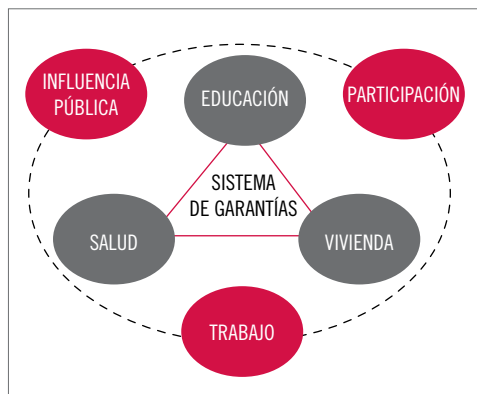 INFLUENCIA
PÚBLICA
EDUCACIÓN
PARTICIPACIÓN
SISTEMA
DE GARANTÍAS
SALUD
VIVIENDA
TRABAJO